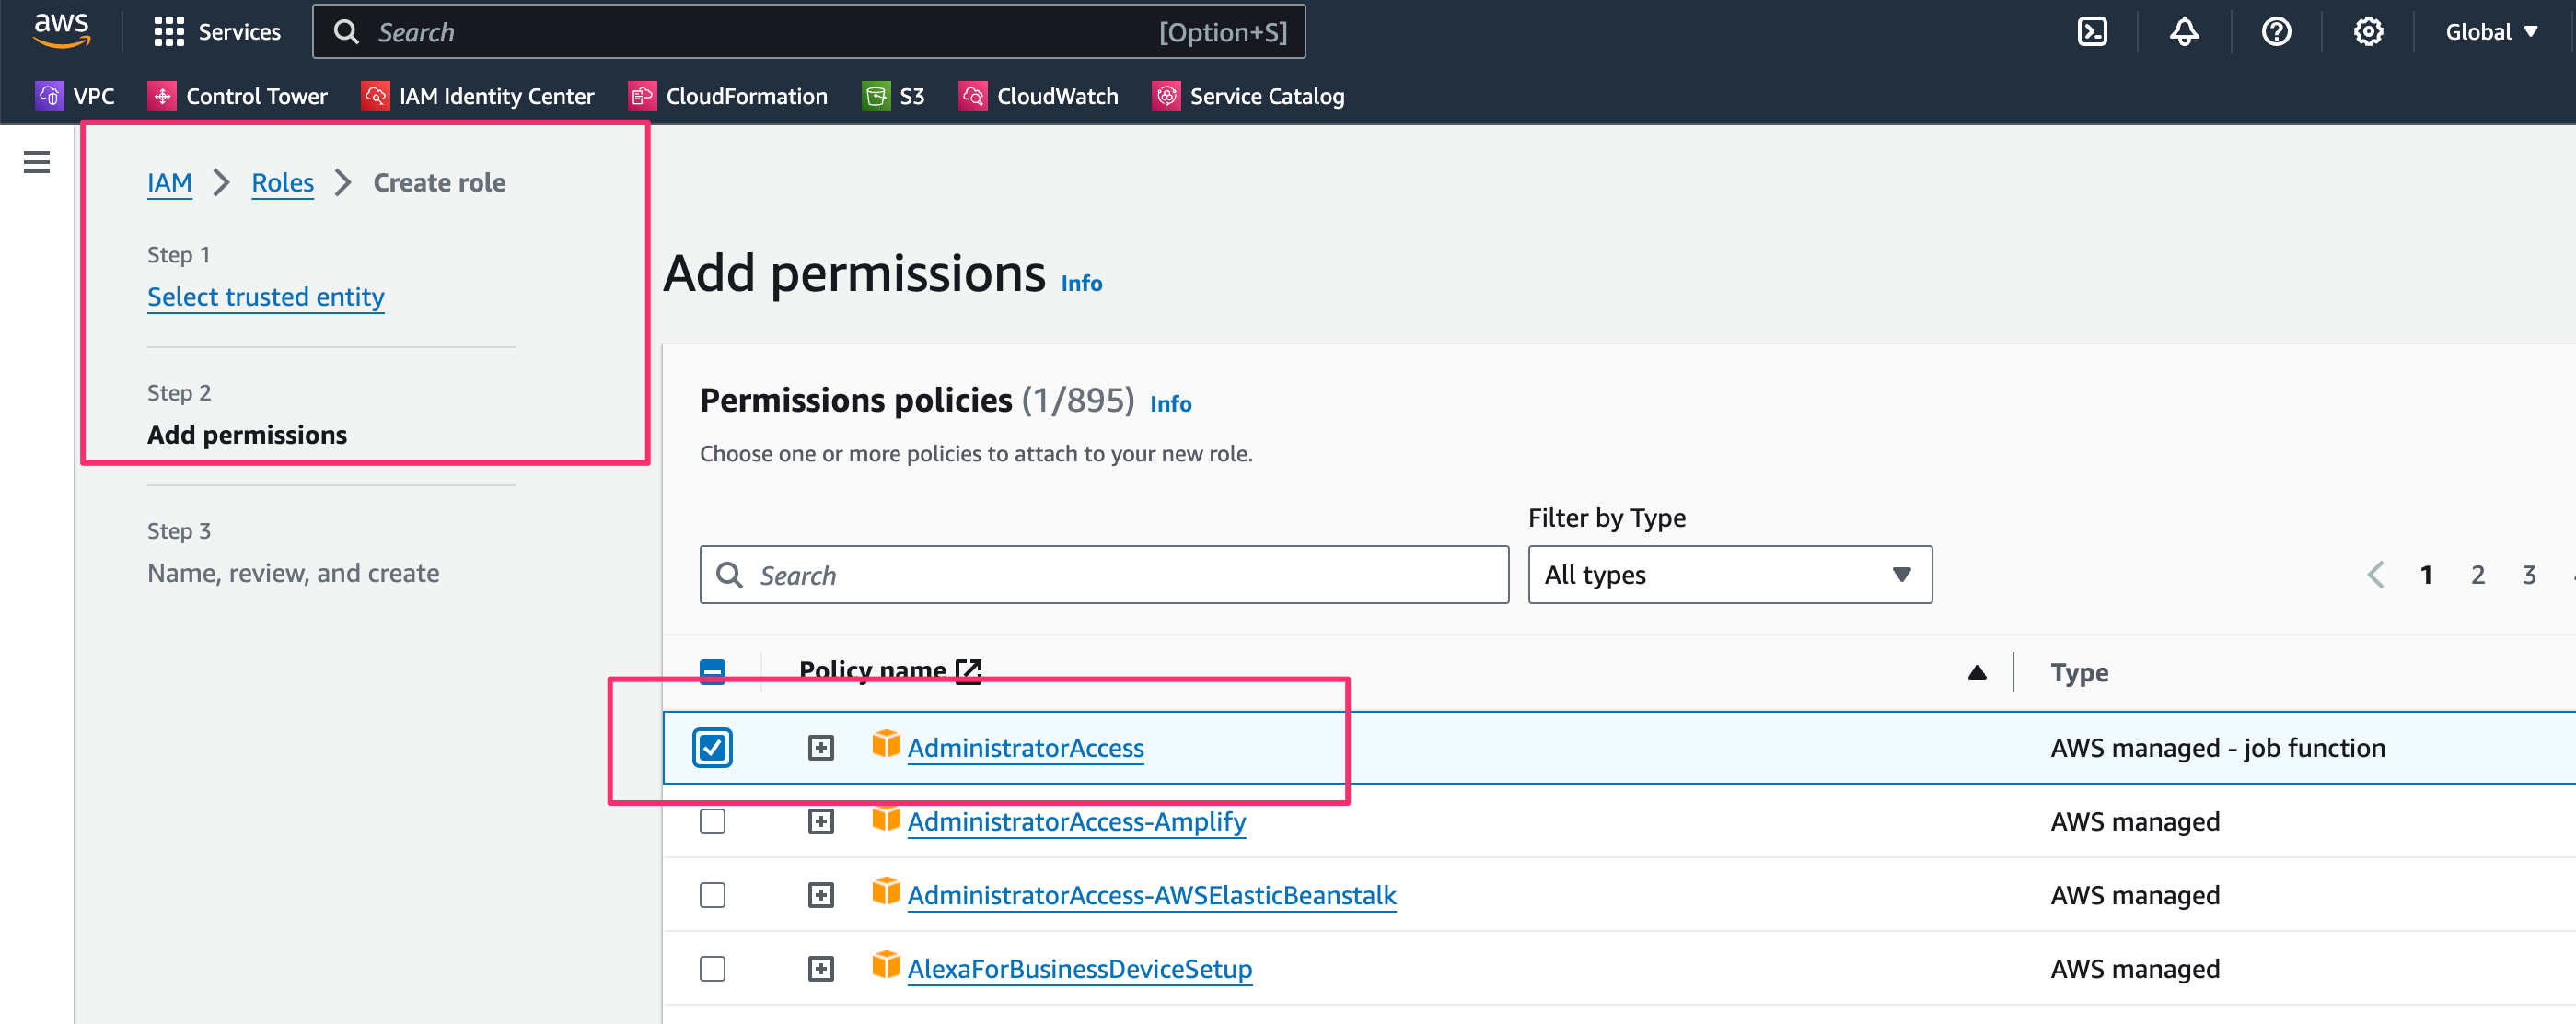 aws
Services
Search
[Option+S]
Global
VPC
Control Tower
IAM Identity Center
CloudFormation
S3
CloudWatch
Service Catalog
IAM
Roles
Create role
Step 1
Select trusted entity
Step 2
Add permissions
Step 3
Name, review, and create
Add permissions Info
Permissions policies (1/895) Info
Choose one or more policies to attach to your new role.
Filter by Type
Search
All types
1 2 3
Policy name
Type
AdministratorAccess
AWS managed - job function
AdministratorAccess-Amplify
AWS managed
AdministratorAccess-AWSElasticBeanstalk
AWS managed
AlexaForBusinessDeviceSetup
AWS managed